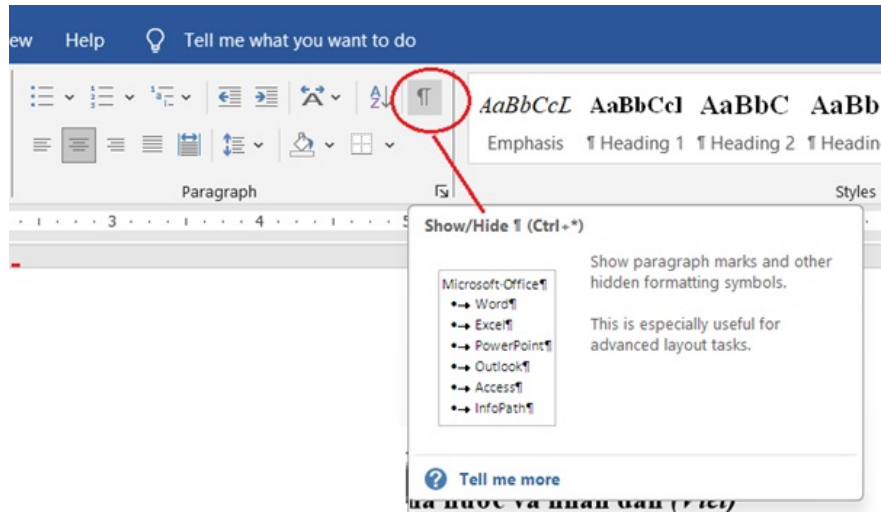 ew Help Tell me what you want to do
¶ AaBbCcL AaBbCcl AaBbC AaBb
Emphasis ¶ Heading 1 ¶ Heading 2 ¶ Headin
Paragraph Styles
3 4 5
Show/Hide ¶ (Ctrl+*)
Show paragraph marks and other
hidden formatting symbols.
This is especially useful for
advanced layout tasks.
Microsoft·Office¶
•→ Word¶
•→ Excel¶
•→ PowerPoint¶
•→ Outlook¶
•→ Access¶
•→ InfoPath¶
Tell me more